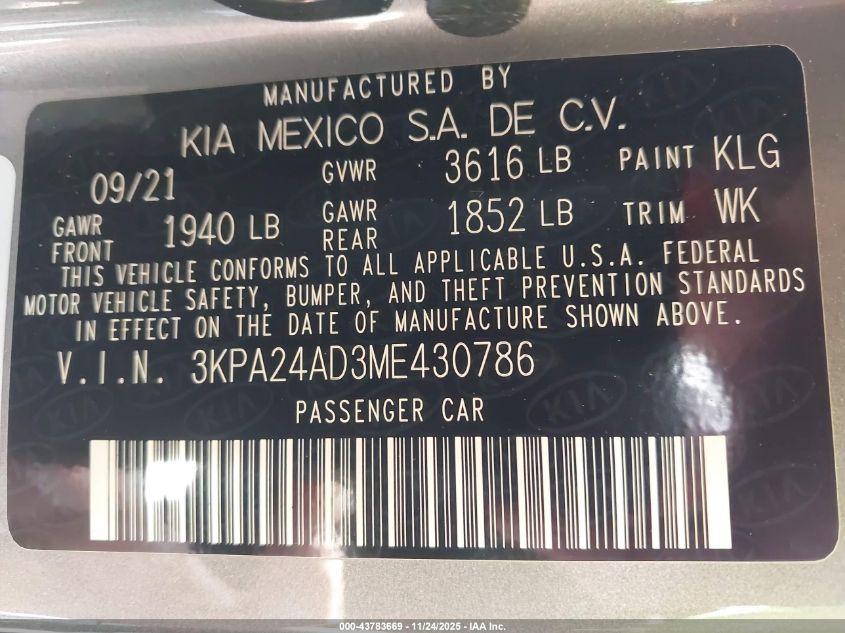 MANUFACTURED BY
KIA MEXICO S.A. DE C.V.
09/21 GVWR 3616 LB PAINT KLG
GAWR FRONT 1940 LB GAWR REAR 1852 LB TRIM WK
THIS VEHICLE CONFORMS TO ALL APPLICABLE U.S.A. FEDERAL
MOTOR VEHICLE SAFETY, BUMPER, AND THEFT PREVENTION STANDARDS
IN EFFECT ON THE DATE OF MANUFACTURE SHOWN ABOVE.
V.I.N. 3KPA24AD3ME430786
PASSENGER CAR
000-43783669 - 11/24/2025 - IAA Inc.